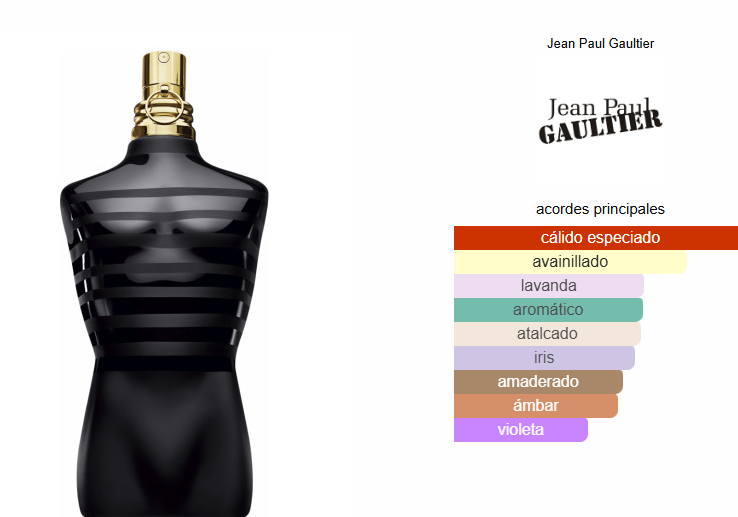 Jean Paul Gaultier
Jean Paul
GAULTIER
acordes principales
cálido especiado
avainillado
lavanda
aromático
atalcado
iris
amaderado
ámbar
violeta